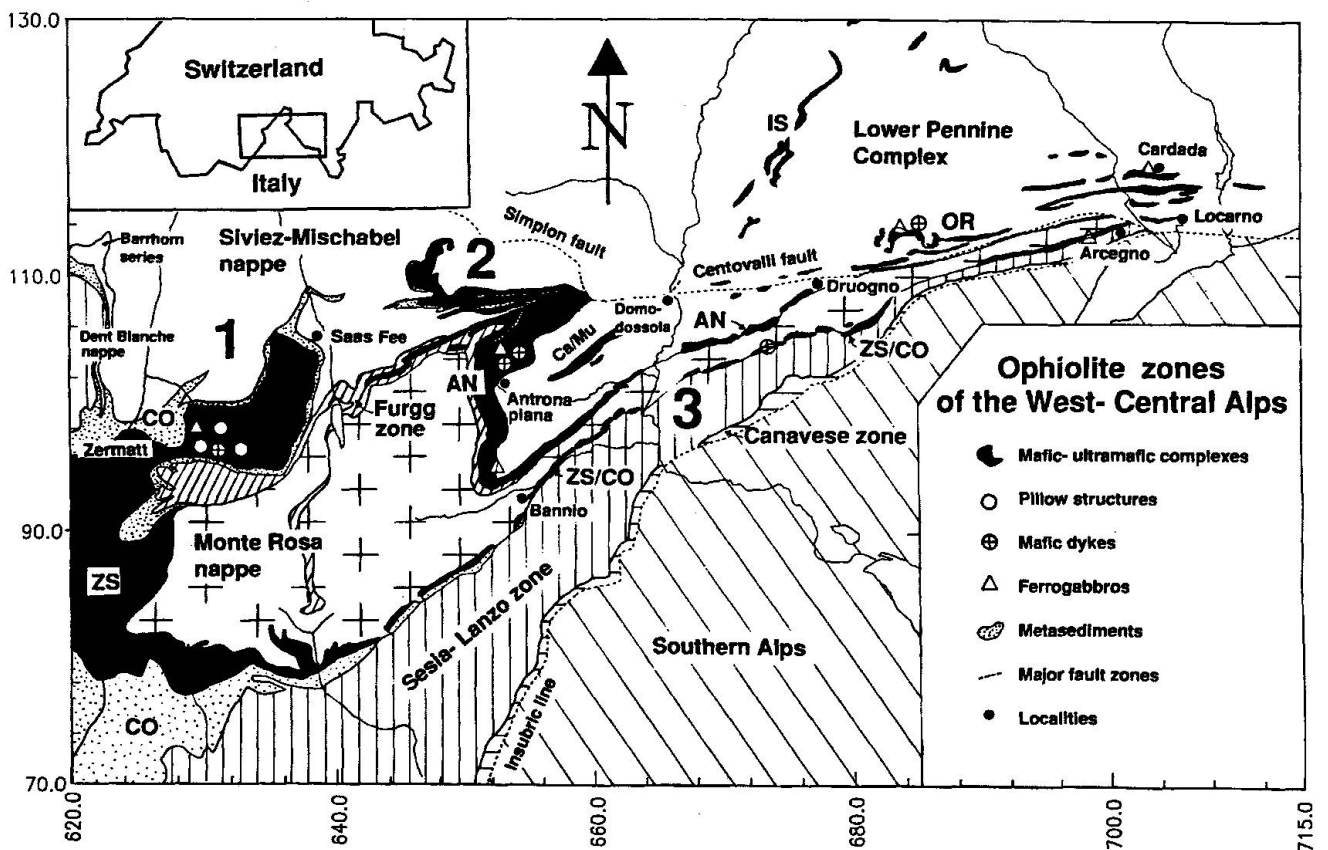 130.0
110.0
90.0
70.0
620.0
640.0
660.0
680.0
700.0
715.0
Switzerland
Italy
N
IS
Lower Pennine
Complex
Cardada
Locarno
OR
Arcegno
Simplon fault
Centovalli fault
Barrhorn
series
Siviez-Mischabel
nappe
2
1
Dent Blanche
nappe
Saas Fee
Domo-
dossola
Druogno
Ca/Mu
AN
AN
ZS/CO
CO
Furgg
zone
Antrona
piana
3
Canavese zone
Zermatt
ZS/CO
Bannio
Monte Rosa
nappe
ZS
Sesia- Lanzo zone
Southern Alps
CO
Insubric line
Ophiolite zones
of the West- Central Alps
Mafic- ultramafic complexes
Pillow structures
Mafic dykes
Ferrogabbros
Metasediments
Major fault zones
Localities